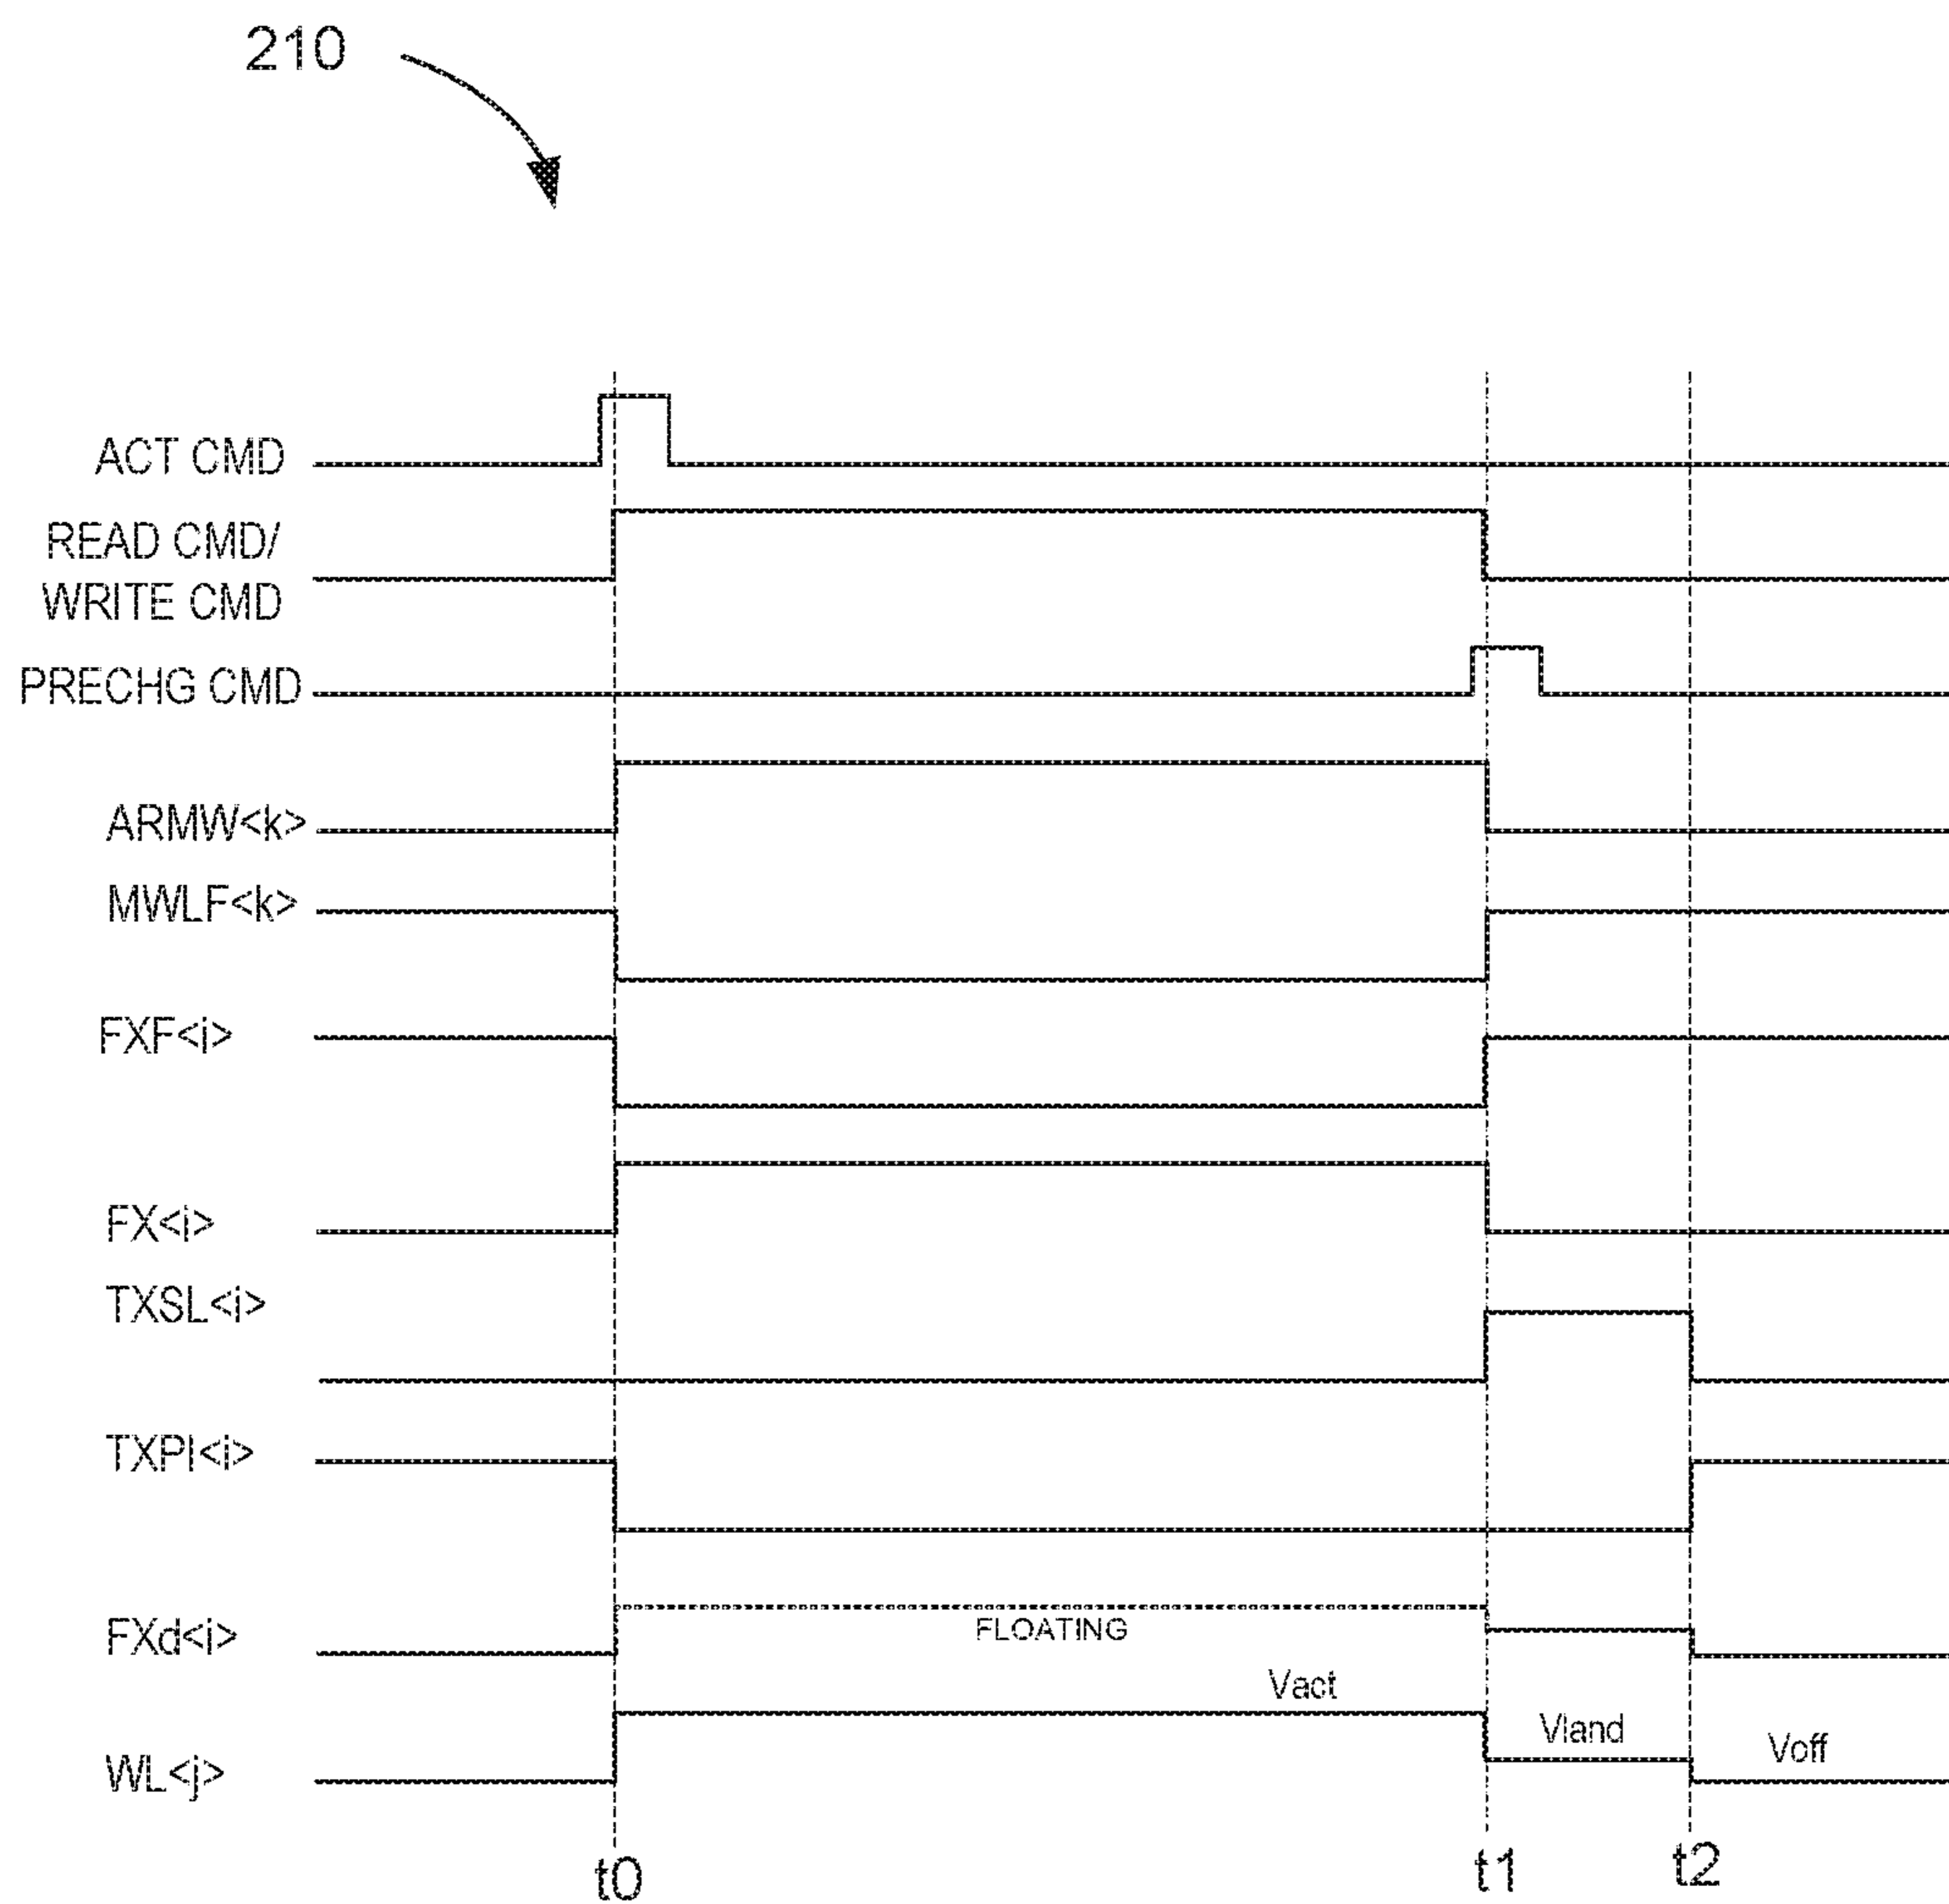 210
ACT CMD
READ CMD/
WRITE CMD
PRECHG CMD
ARMW<k>
MWLF<k>
FXF<i>
FX<i>
TXSL<i>
TXPI<i>
FXd<i>
FLOATING
Vact
Vland
Voff
WL<j>
t0
t1
t2